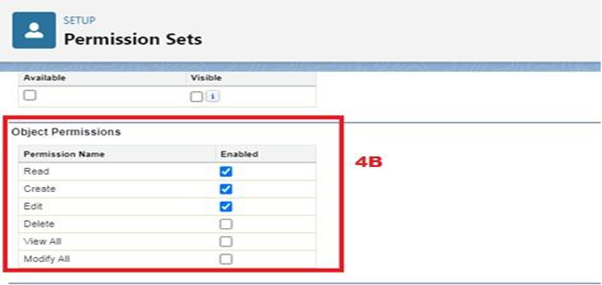 SETUP
Permission Sets
Available Visible
i
Object Permissions
Permission Name Enabled
Read
Create
Edit
Delete
View All
Modify All
4B